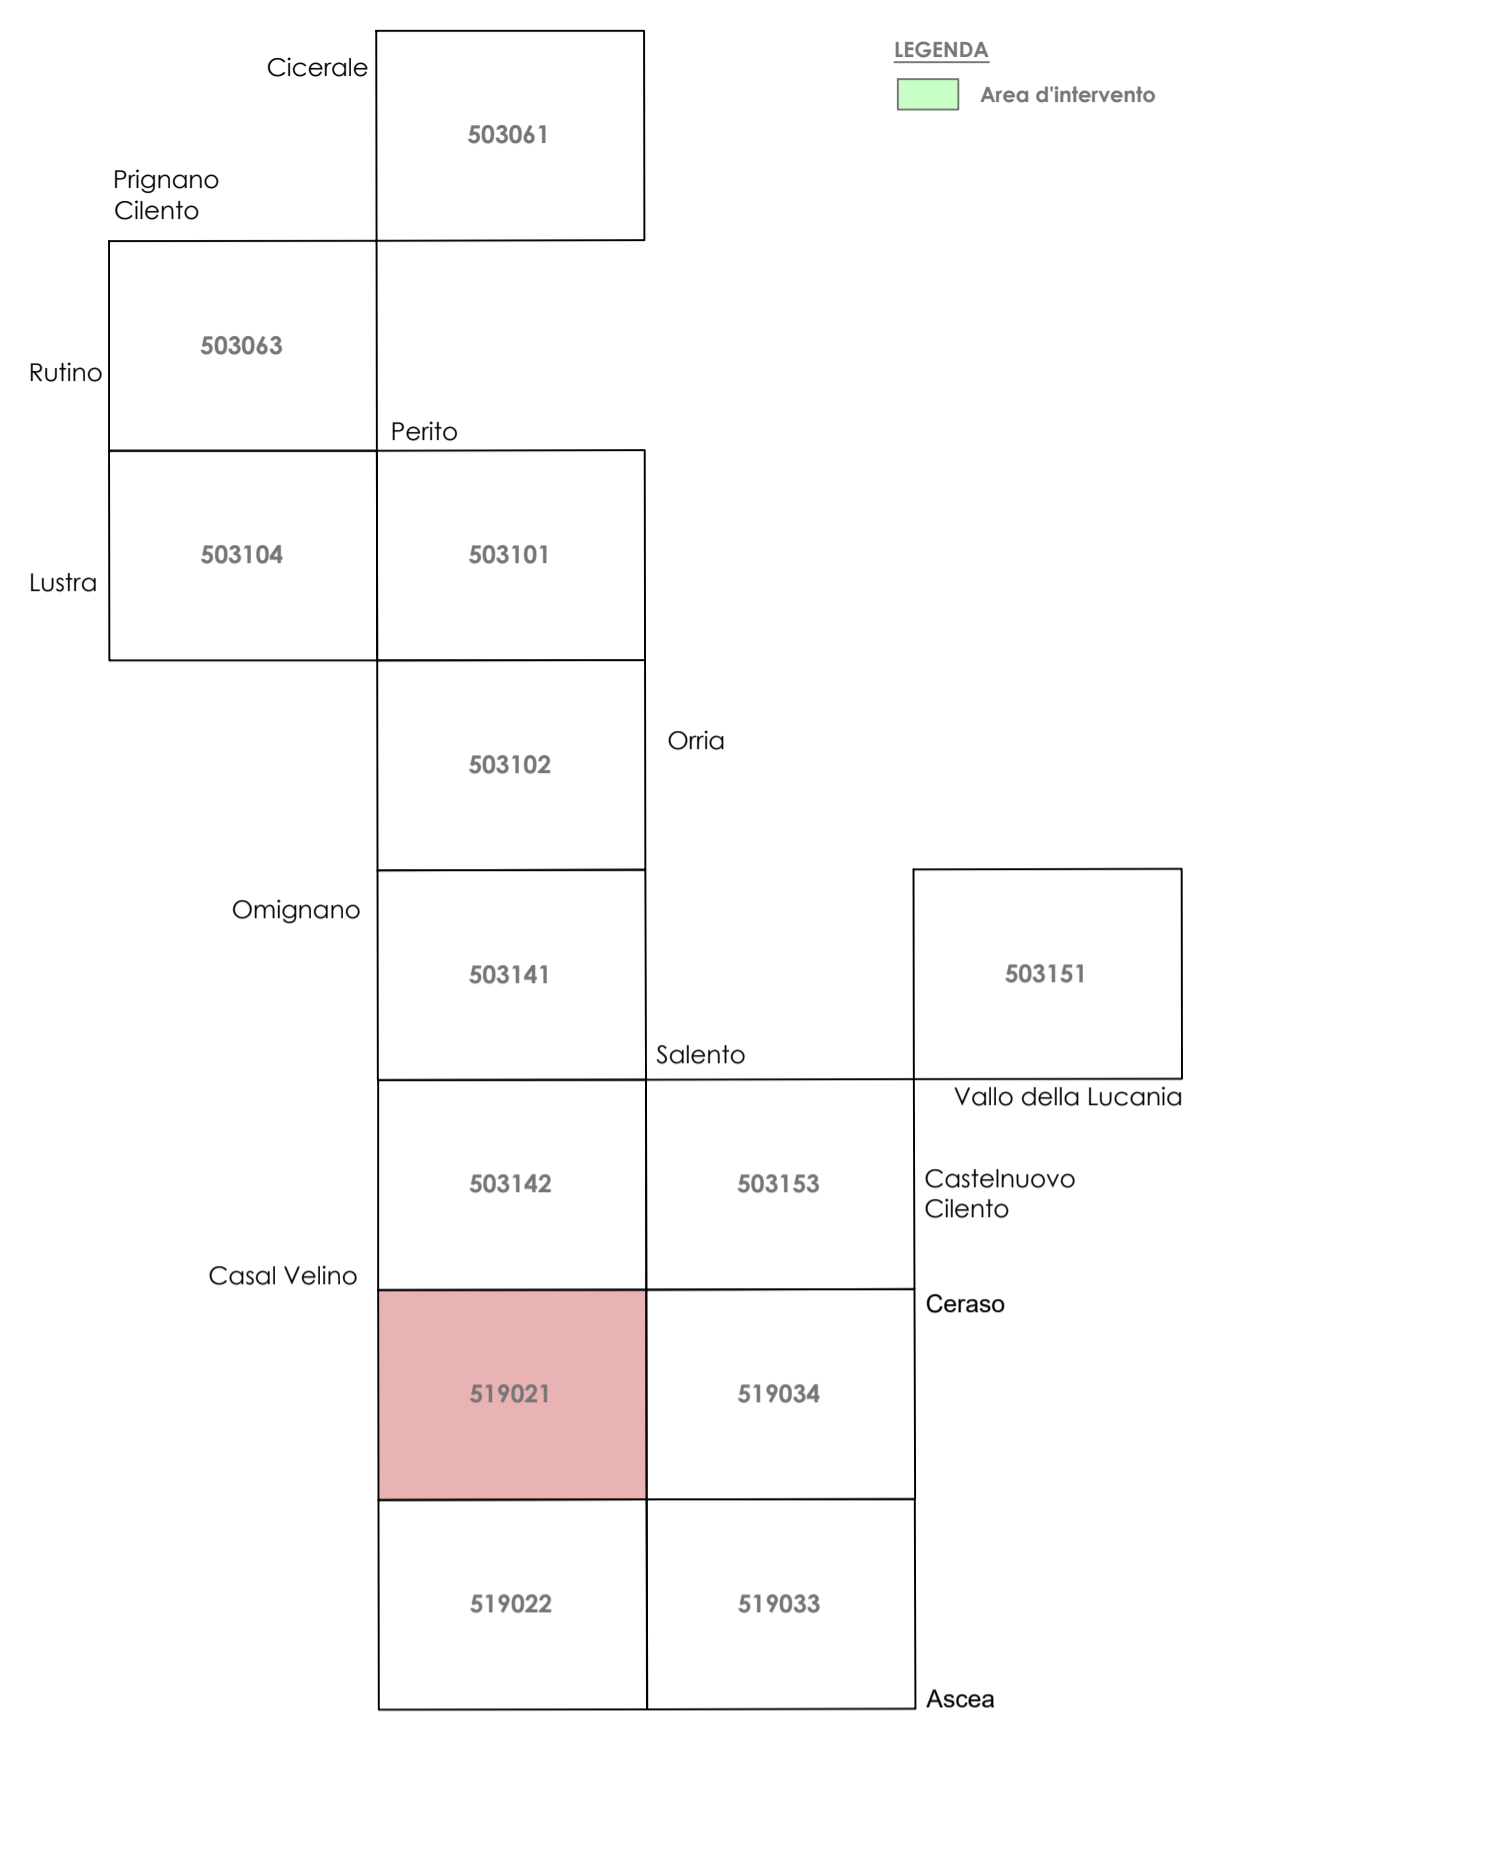 LEGENDA
Area d'intervento
Cicerale
503061
Prignano
Cilento
503063
Rutino
Perito
503104
503101
Lustra
Orria
503102
Omignano
503141
503151
Salento
Vallo della Lucania
Castelnuovo
Cilento
503142
503153
Casal Velino
Ceraso
519021
519034
519022
519033
Ascea